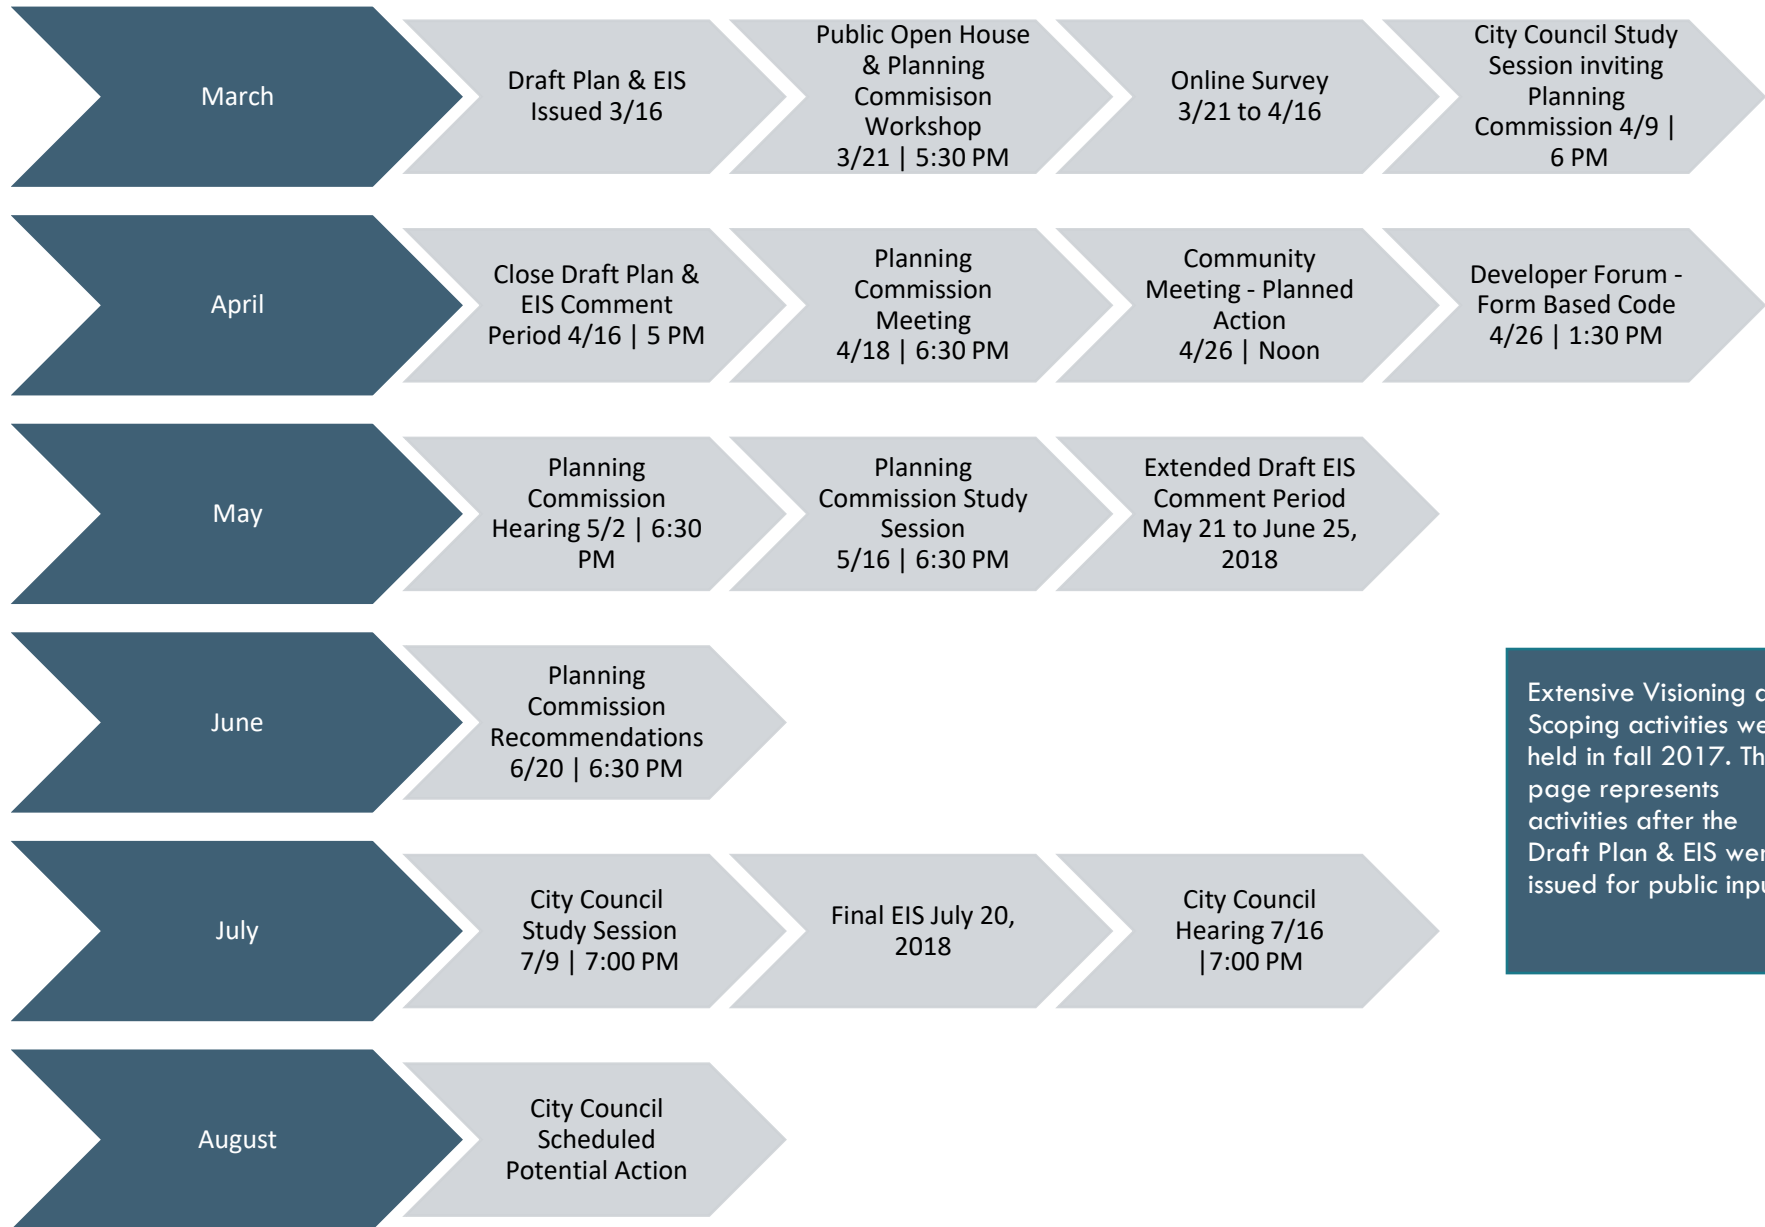 March
Draft Plan & EIS
Issued 3/16
Public Open House
& Planning
Commisison
Workshop
3/21 | 5:30 PM
Online Survey
3/21 to 4/16
City Council Study
Session inviting
Planning
Commission 4/9 |
6 PM
April
Close Draft Plan &
EIS Comment
Period 4/16 | 5 PM
Planning
Commission
Meeting
4/18 | 6:30 PM
Community
Meeting - Planned
Action
4/26 | Noon
Developer Forum -
Form Based Code
4/26 | 1:30 PM
May
Planning
Commission
Hearing 5/2 | 6:30
PM
Planning
Commission Study
Session
5/16 | 6:30 PM
Extended Draft EIS
Comment Period
May 21 to June 25,
2018
June
Planning
Commission
Recommendations
6/20 | 6:30 PM
Extensive Visioning
Scoping activities
held in fall 2017.
page represents
activities after the
Draft Plan & EIS
issued for public
July
City Council
Study Session
7/9 | 7:00 PM
Final EIS July 20,
2018
City Council
Hearing 7/16
|7:00 PM
August
City Council
Scheduled
Potential Action